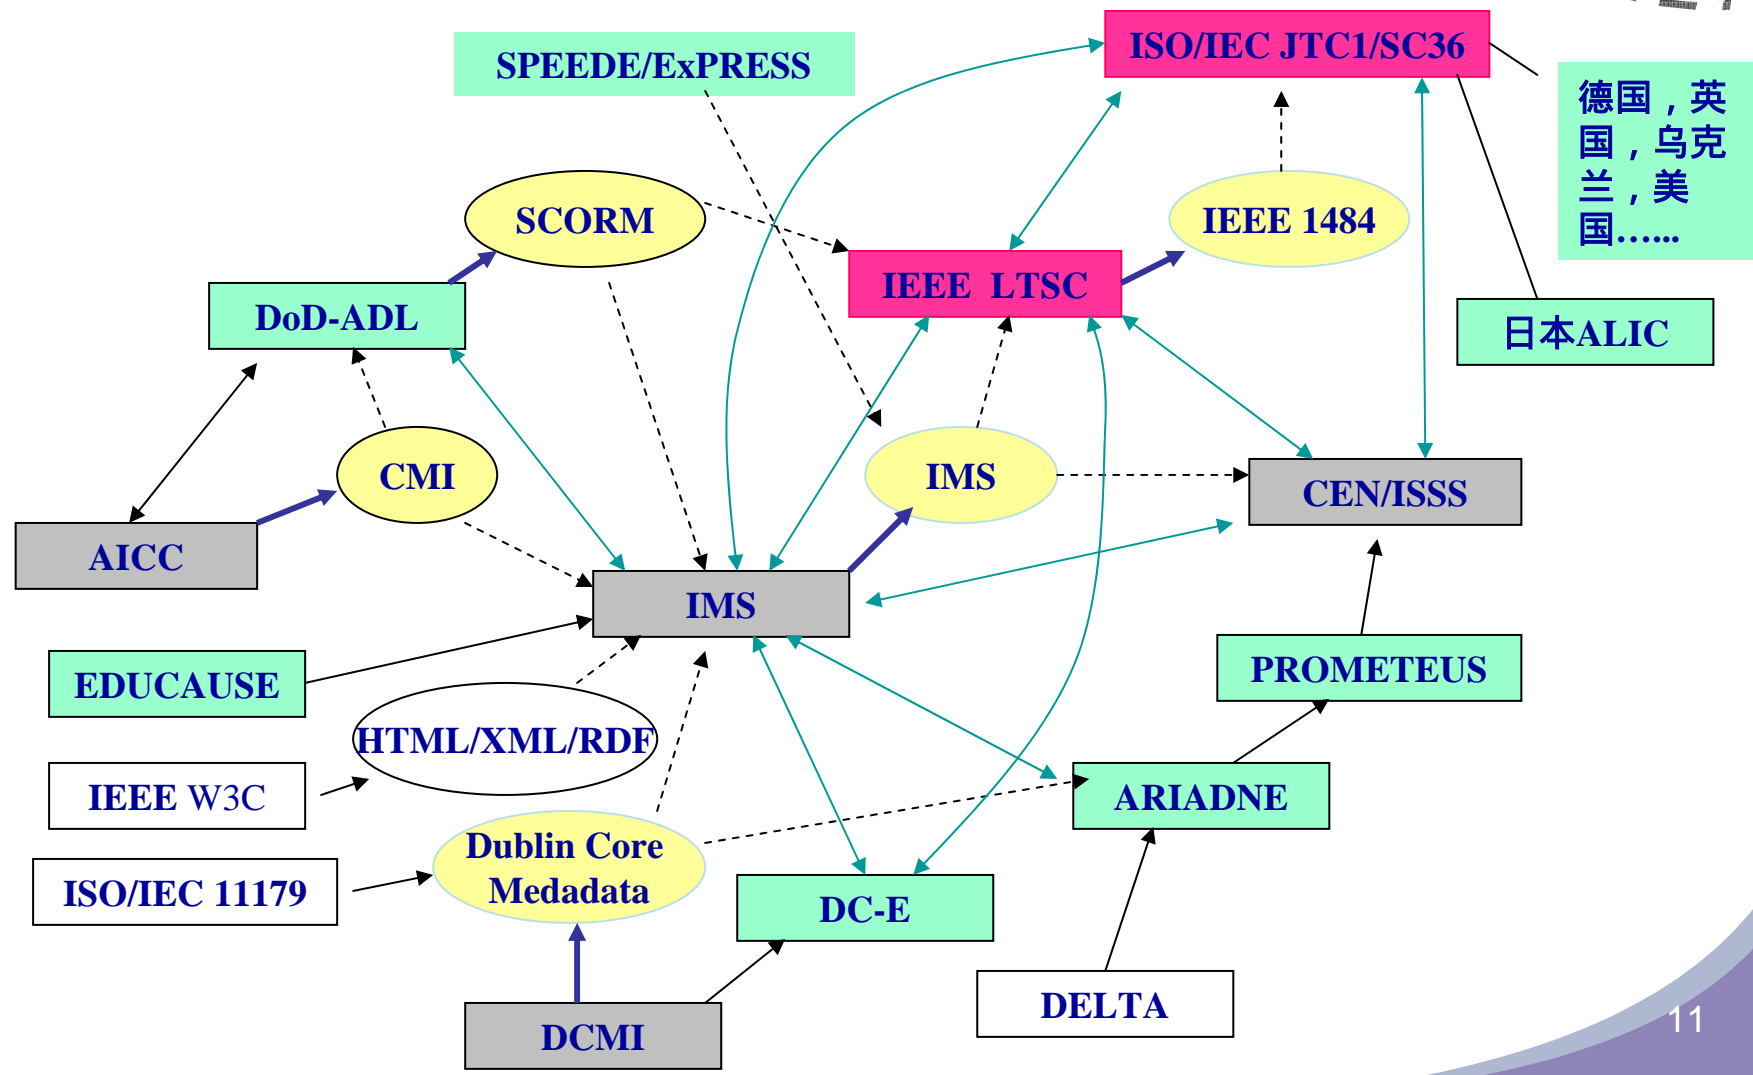 ISO/IEC JTC1/SC36
SPEEDE/ExPRESS
德国，英
国，乌克
兰，美
国…...
SCORM
IEEE 1484
IEEE LTSC
DoD-ADL
日本ALIC
CMI
IMS
CEN/ISSS
AICC
IMS
EDUCAUSE
PROMETEUS
HTML/XML/RDF
IEEE W3C
ARIADNE
Dublin Core
Medadata
ISO/IEC 11179
DC-E
DELTA
DCMI
11